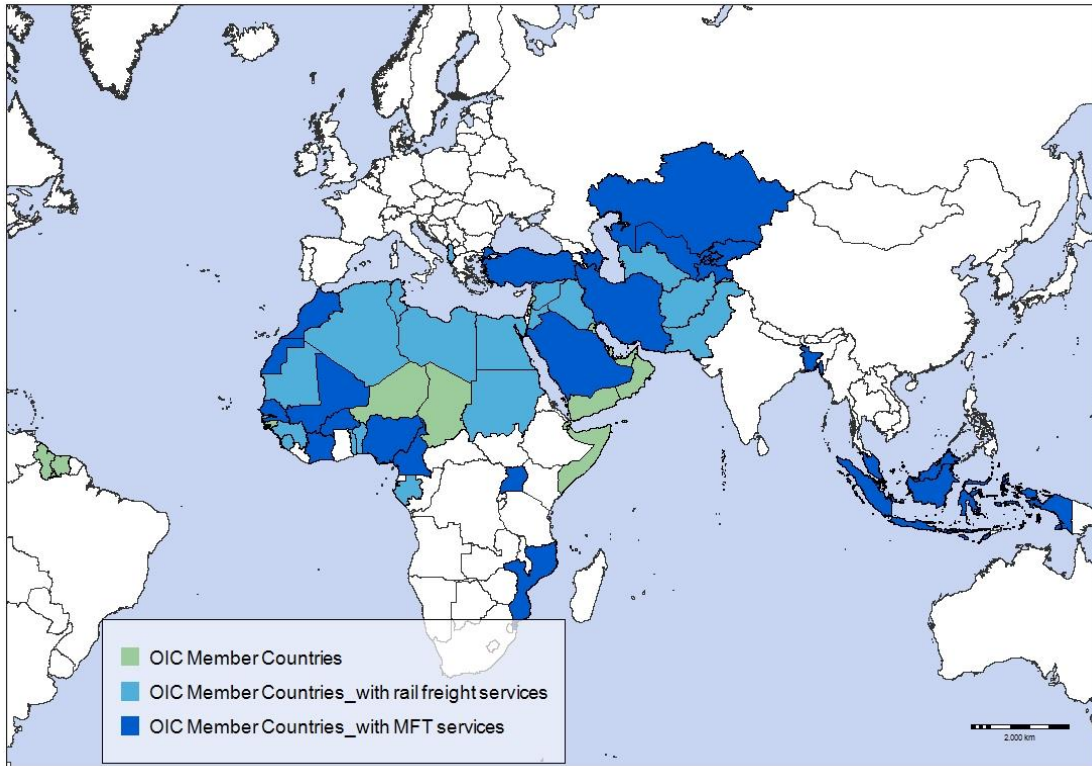 OIC Member Countries
OIC Member Countries_with rail freight services
OIC Member Countries_with MFT services
2.000 km